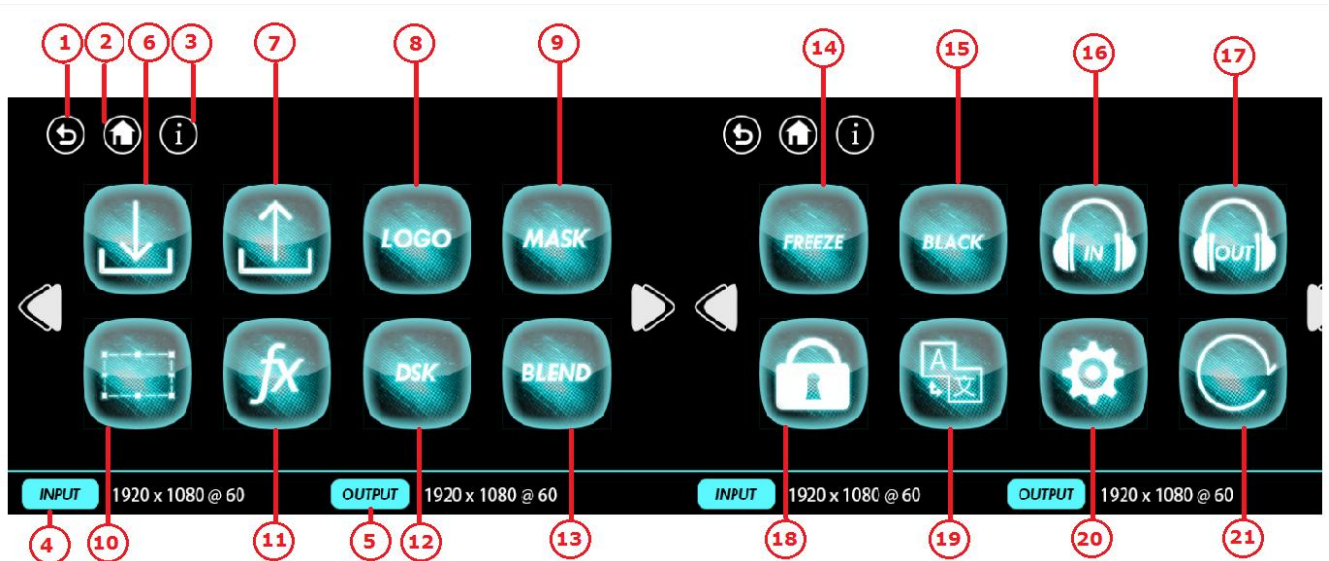 1 2 6 3 7 8 9 14 15 16 17
i i
LOGO MASK FREEZE BLACK IN OUT
fx DSK BLEND A 文
INPUT 1920 x 1080 @ 60 OUTPUT 1920 x 1080 @ 60 INPUT 1920 x 1080 @ 60 OUTPUT 1920 x 1080 @ 60
4 10 11 5 12 13 18 19 20 21